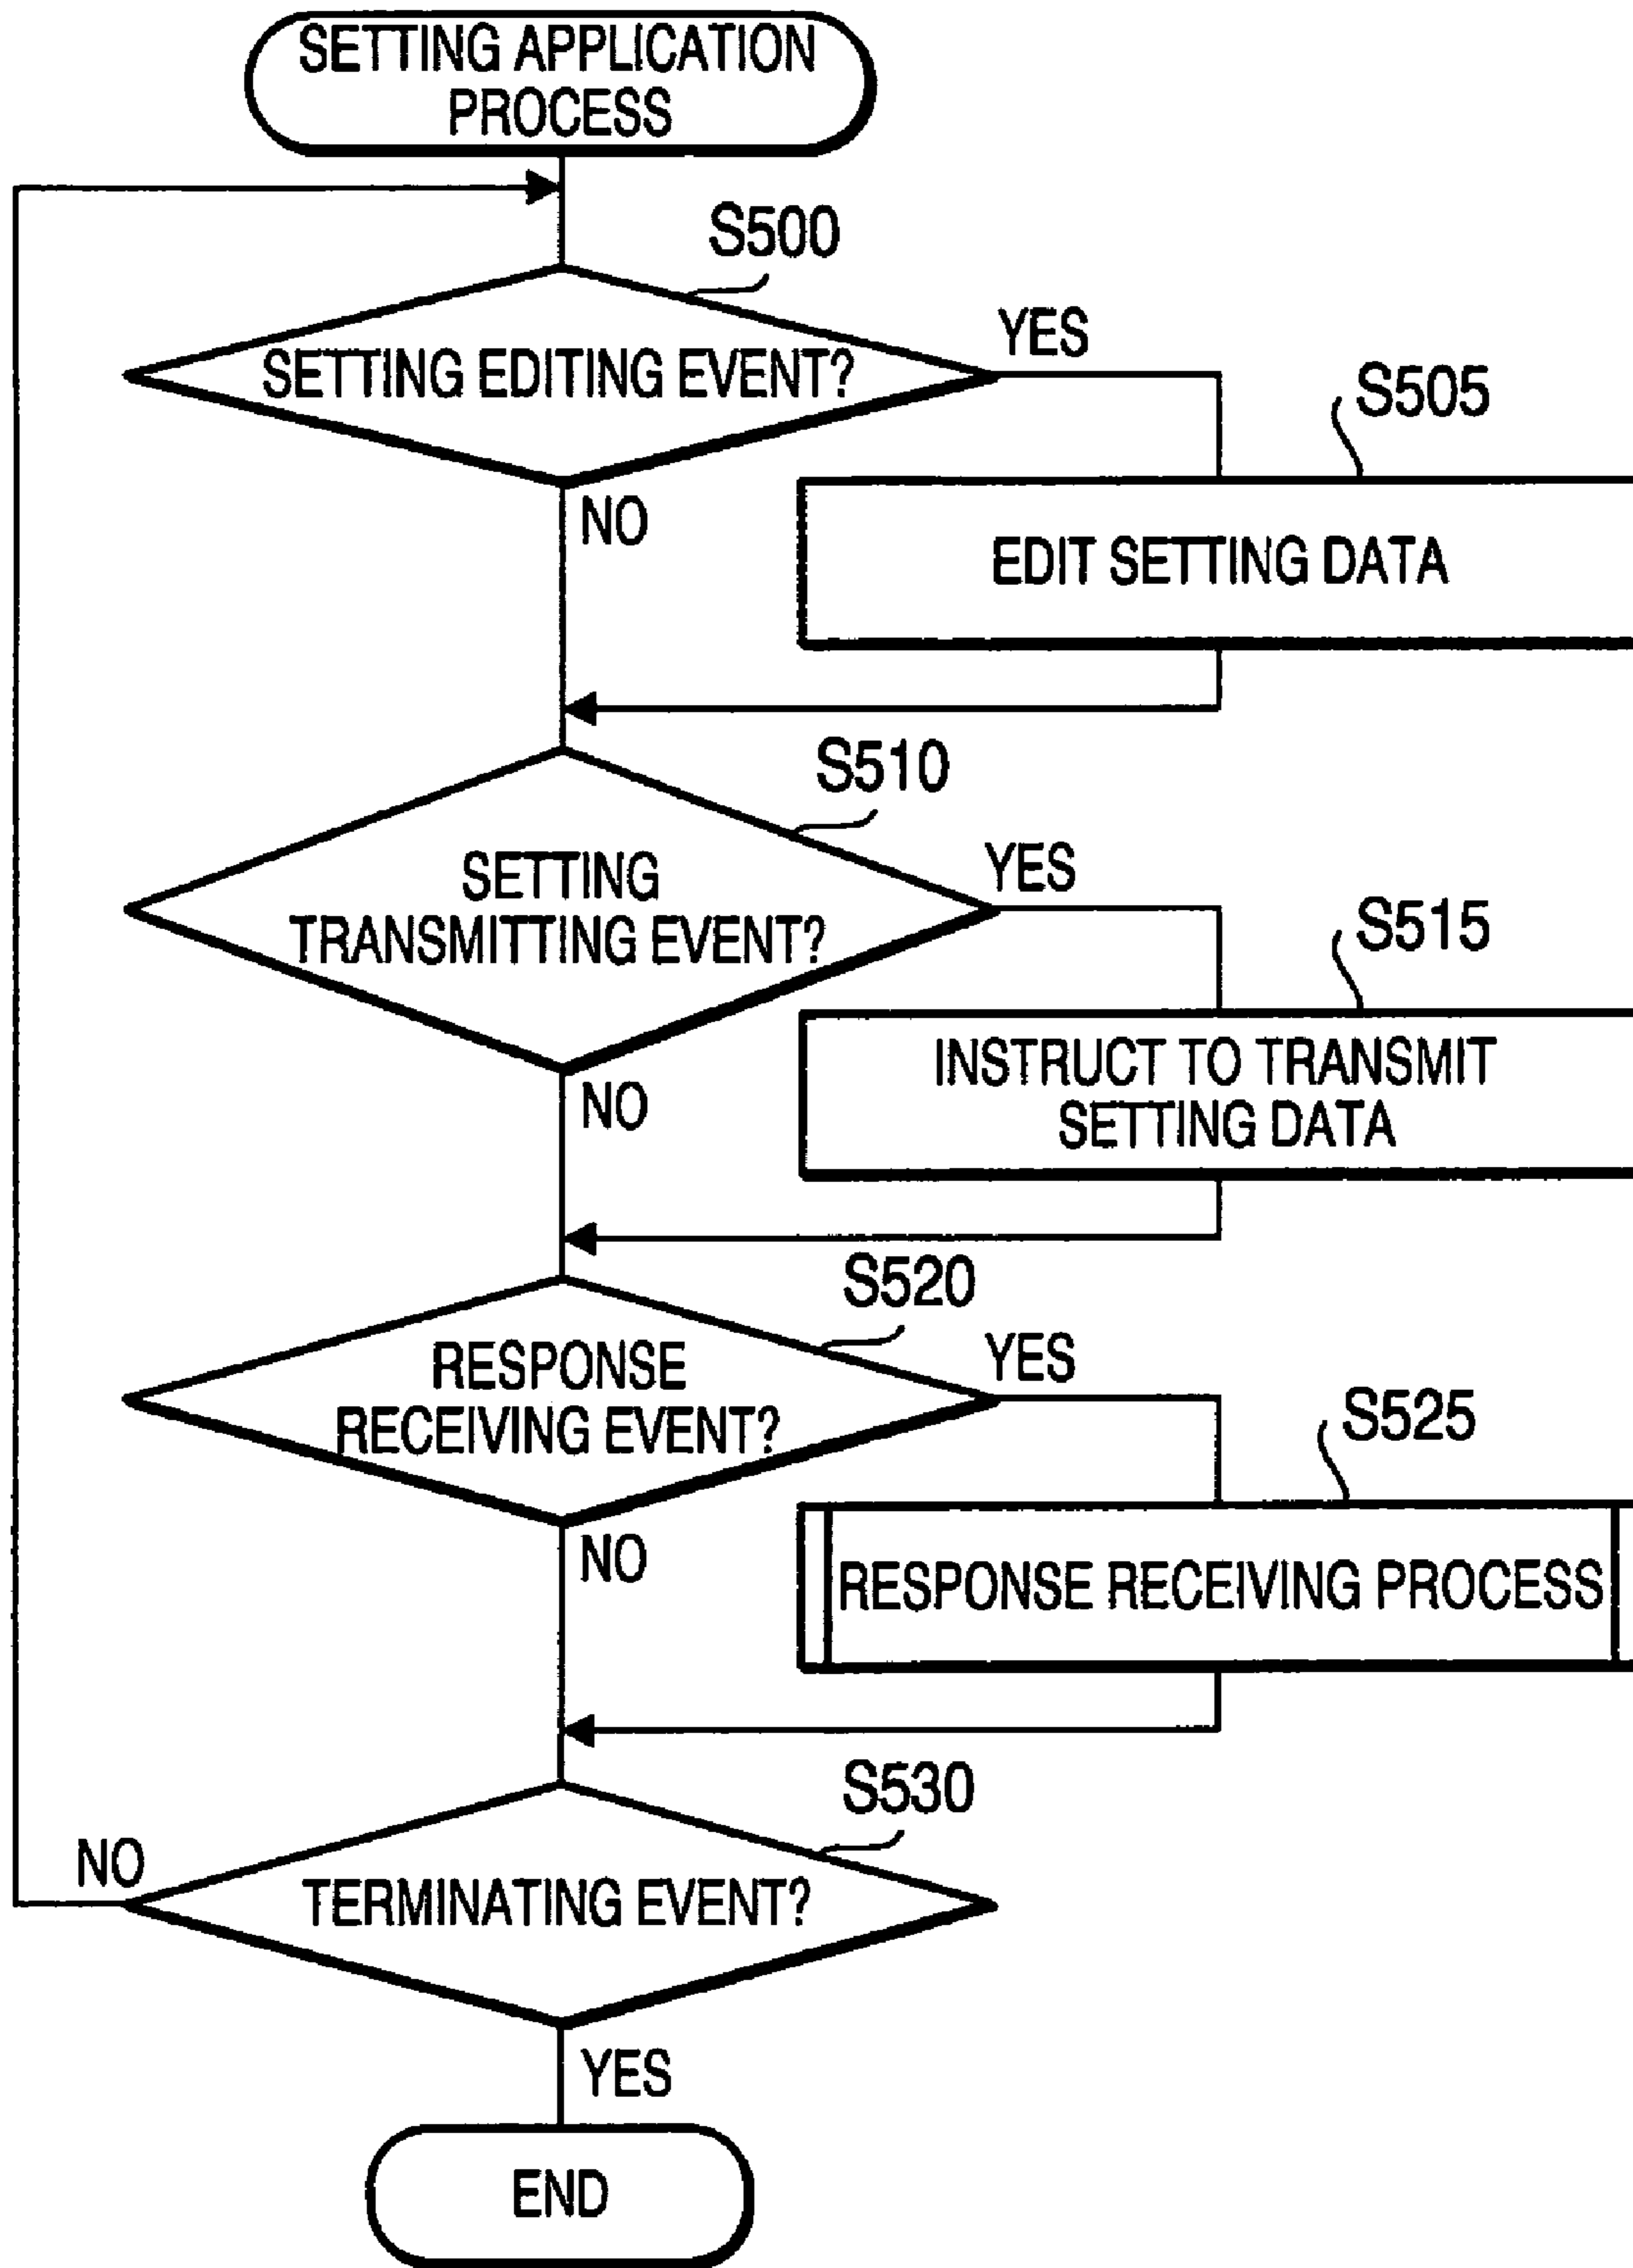 SETTING APPLICATION
PROCESS
S500
SETTING EDITING EVENT?
YES
S505
NO
EDIT SETTING DATA
S510
SETTING
TRANSMITTING EVENT?
YES
S515
NO
INSTRUCT TO TRANSMIT
SETTING DATA
S520
RESPONSE
RECEIVING EVENT?
YES
S525
NO
RESPONSE RECEIVING PROCESS
S530
NO
TERMINATING EVENT?
YES
END